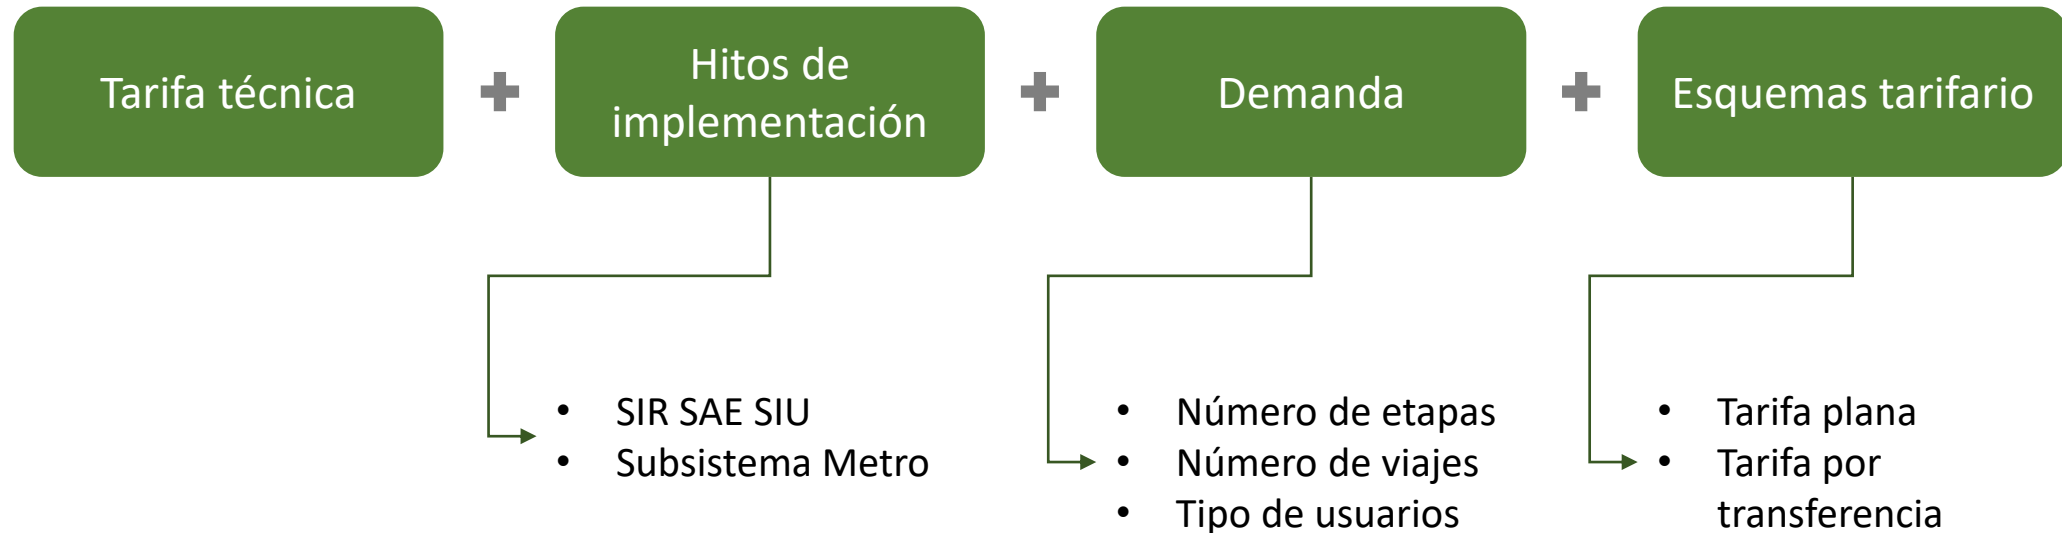 Tarifa técnica
Hitos de
implementación
Demanda
Esquemas tarifario
• SIR SAE SIU
• Subsistema Metro
• Número de etapas
• Número de viajes
• Tipo de usuarios
• Tarifa plana
• Tarifa por
transferencia